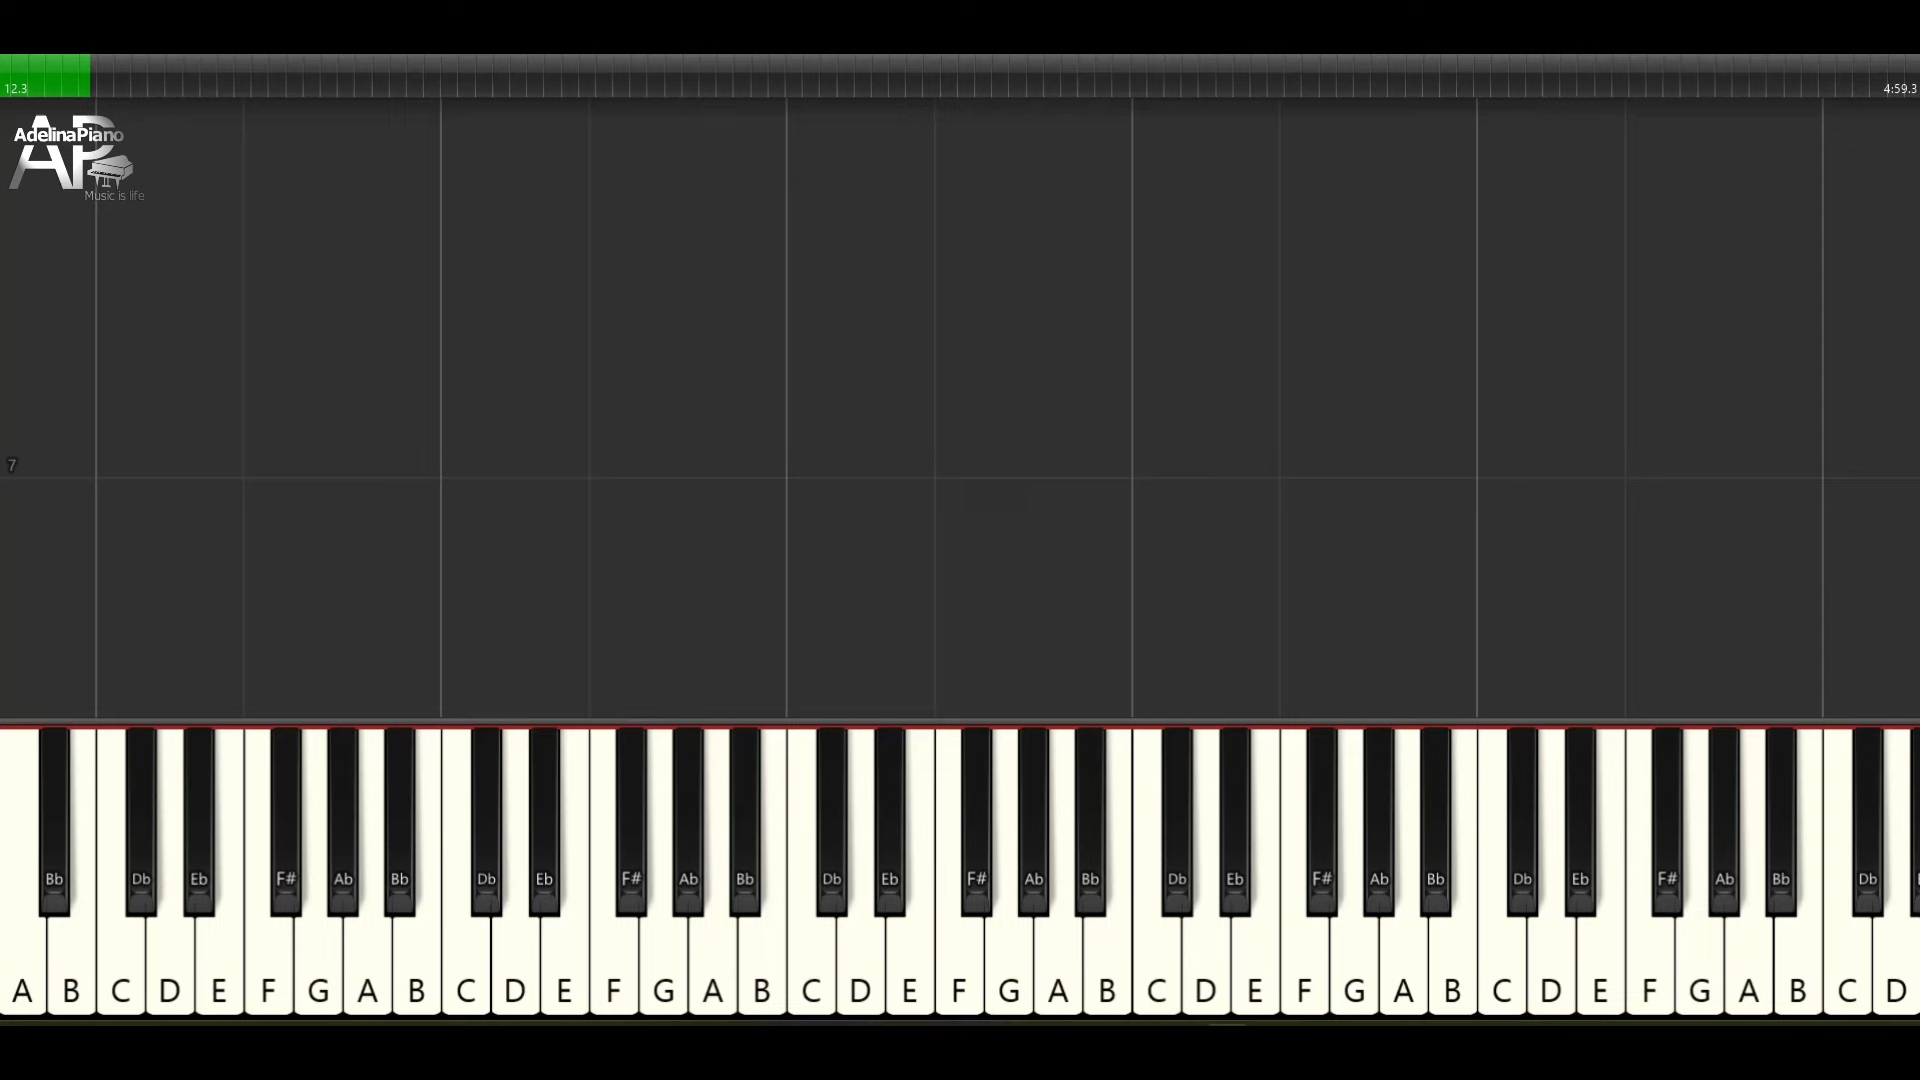 12.3
4:59.3
AP
AdelinaPiano
Music is life
7
Bb Db Eb F# Ab Bb Db Eb F# Ab Bb Db Eb F# Ab Bb Db Eb F# Ab Bb Db Eb F# Ab Bb Db
A B C D E F G A B C D E F G A B C D E F G A B C D E F G A B C D E F G A B C D